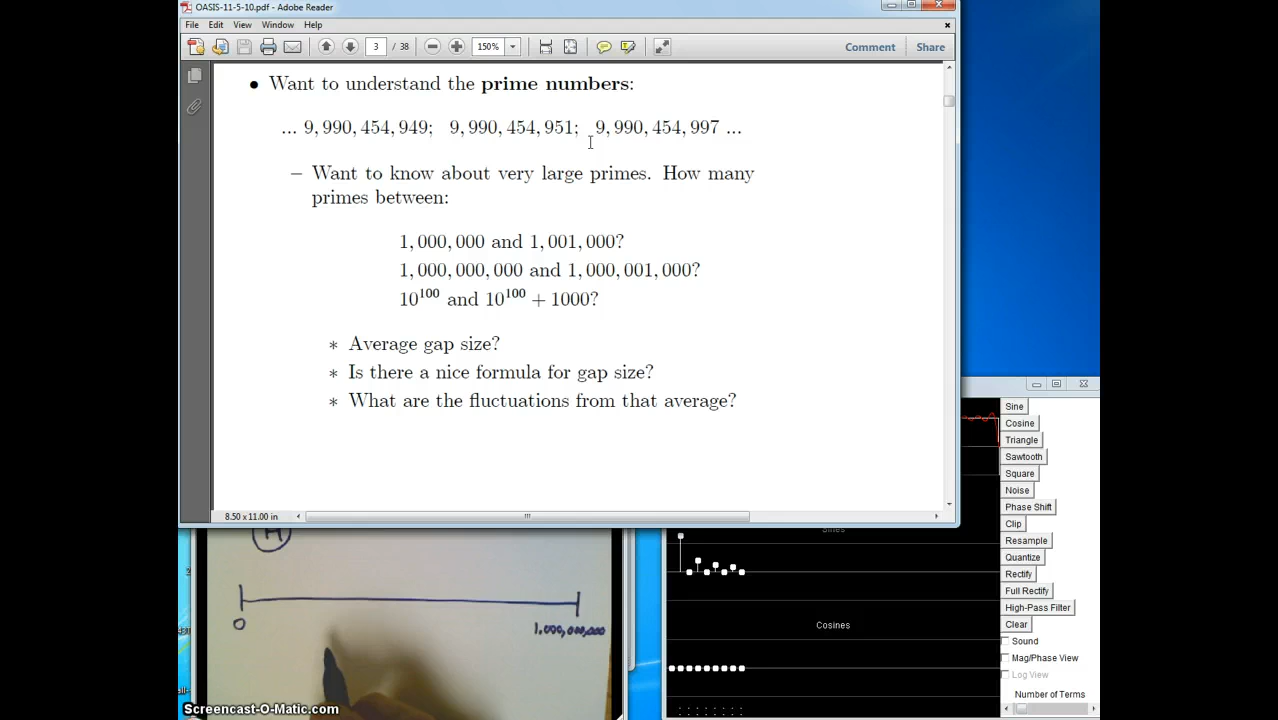 OASIS-11-5-10.pdf - Adobe Reader
File Edit View Window Help
3 / 38 150% Comment Share
• Want to understand the prime numbers:
... 9,990,454,949; 9,990,454,951; 9,990,454,997 ...
– Want to know about very large primes. How many
primes between:
1,000,000 and 1,001,000?
1,000,000,000 and 1,000,001,000?
10^100 and 10^100 + 1000?
* Average gap size?
* Is there a nice formula for gap size?
* What are the fluctuations from that average?
8.50 x 11.00 in
0 1,000,000,000
Screencast-O-Matic.com
Sine
Cosine
Triangle
Sawtooth
Square
Noise
Phase Shift
Clip
Resample
Quantize
Rectify
Full Rectify
High-Pass Filter
Clear
Sound
Mag/Phase View
Log View
Number of Terms
Sines
Cosines